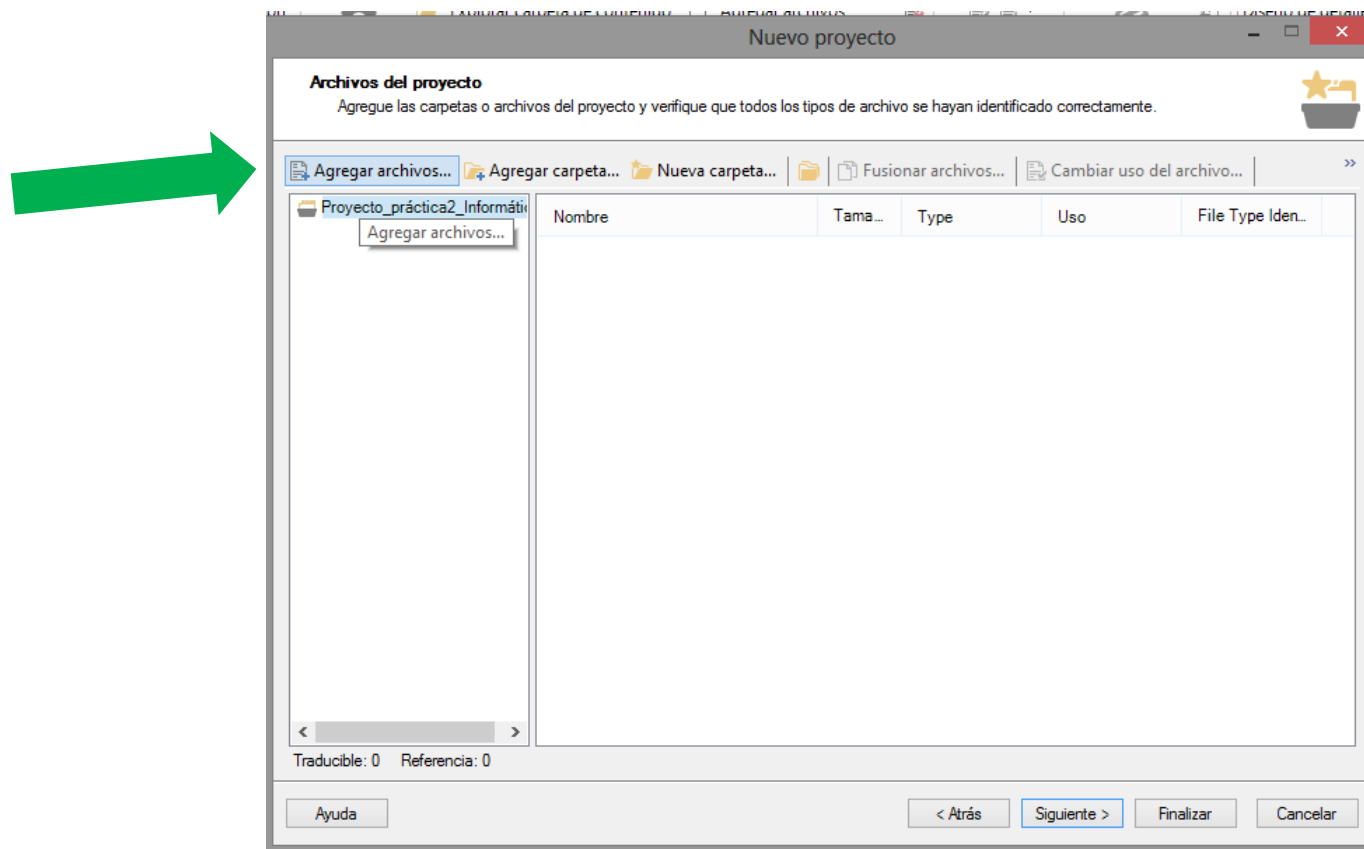 Nuevo proyecto
Archivos del proyecto
Agregue las carpetas o archivos del proyecto y verifique que todos los tipos de archivo se hayan identificado correctamente.
Agregar archivos... Agregar carpeta... Nueva carpeta... Fusionar archivos... Cambiar uso del archivo... »
Proyecto_práctica2_Informátic
Agregar archivos...
Nombre Tama... Type Uso File Type Iden...
Traducible: 0 Referencia: 0
Ayuda < Atrás Siguiente > Finalizar Cancelar